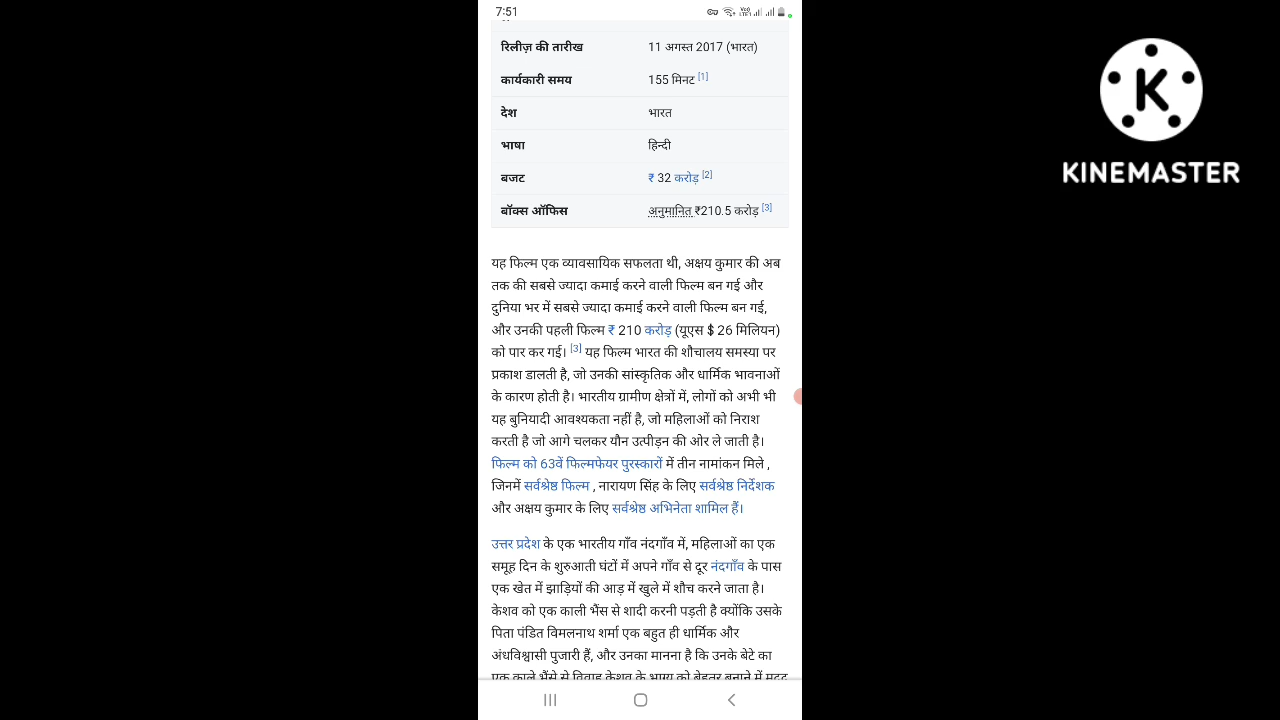 7:51
रिलीज़ की तारीख 11 अगस्त 2017 (भारत)
कार्यकारी समय 155 मिनट [1]
देश भारत
भाषा हिन्दी
बजट ₹ 32 करोड़ [2]
बॉक्स ऑफिस अनुमानित ₹210.5 करोड़ [3]
यह फिल्म एक व्यावसायिक सफलता थी, अक्षय कुमार की अब
तक की सबसे ज्यादा कमाई करने वाली फिल्म बन गई और
दुनिया भर में सबसे ज्यादा कमाई करने वाली फिल्म बन गई,
और उनकी पहली फिल्म ₹ 210 करोड़ (यूएस $ 26 मिलियन)
को पार कर गई। [3] यह फिल्म भारत की शौचालय समस्या पर
प्रकाश डालती है, जो उनकी सांस्कृतिक और धार्मिक भावनाओं
के कारण होती है। भारतीय ग्रामीण क्षेत्रों में, लोगों को अभी भी
यह बुनियादी आवश्यकता नहीं है, जो महिलाओं को निराश
करती है जो आगे चलकर यौन उत्पीड़न की ओर ले जाती है।
फिल्म को 63वें फिल्मफेयर पुरस्कारों में तीन नामांकन मिले ,
जिनमें सर्वश्रेष्ठ फिल्म , नारायण सिंह के लिए सर्वश्रेष्ठ निर्देशक
और अक्षय कुमार के लिए सर्वश्रेष्ठ अभिनेता शामिल हैं।
उत्तर प्रदेश के एक भारतीय गाँव नंदगाँव में, महिलाओं का एक
समूह दिन के शुरुआती घंटों में अपने गाँव से दूर नंदगाँव के पास
एक खेत में झाड़ियों की आड़ में खुले में शौच करने जाता है।
केशव को एक काली भैंस से शादी करनी पड़ती है क्योंकि उसके
पिता पंडित विमलनाथ शर्मा एक बहुत ही धार्मिक और
अंधविश्वासी पुजारी हैं, और उनका मानना है कि उनके बेटे का
एक काले भैंसे से विवाह केशव के भाग्य को बेहतर बनाने में मदद
K
KINEMASTER